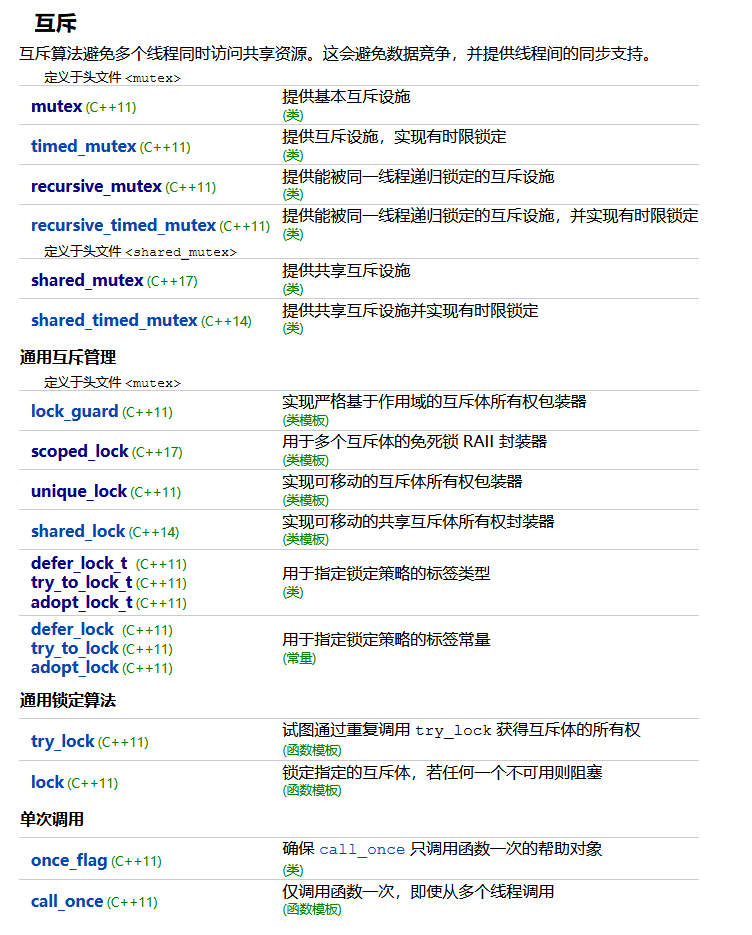 互斥
互斥算法避免多个线程同时访问共享资源。这会避免数据竞争，并提供线程间的同步支持。
定义于头文件 <mutex>
mutex (C++11)
提供基本互斥设施
(类)
timed_mutex (C++11)
提供互斥设施，实现有时限锁定
(类)
recursive_mutex (C++11)
提供能被同一线程递归锁定的互斥设施
(类)
recursive_timed_mutex (C++11)
提供能被同一线程递归锁定的互斥设施，并实现有时限锁定
(类)
定义于头文件 <shared_mutex>
shared_mutex (C++17)
提供共享互斥设施
(类)
shared_timed_mutex (C++14)
提供共享互斥设施并实现有时限锁定
(类)
通用互斥管理
定义于头文件 <mutex>
lock_guard (C++11)
实现严格基于作用域的互斥体所有权包装器
(类模板)
scoped_lock (C++17)
用于多个互斥体的免死锁 RAII 封装器
(类模板)
unique_lock (C++11)
实现可移动的互斥体所有权包装器
(类模板)
shared_lock (C++14)
实现可移动的共享互斥体所有权封装器
(类模板)
defer_lock_t (C++11)
try_to_lock_t (C++11)
adopt_lock_t (C++11)
用于指定锁定策略的标签类型
(类)
defer_lock (C++11)
try_to_lock (C++11)
adopt_lock (C++11)
用于指定锁定策略的标签常量
(常量)
通用锁定算法
try_lock (C++11)
试图通过重复调用 try_lock 获得互斥体的所有权
(函数模板)
lock (C++11)
锁定指定的互斥体，若任何一个不可用则阻塞
(函数模板)
单次调用
once_flag (C++11)
确保 call_once 只调用函数一次的帮助对象
(类)
call_once (C++11)
仅调用函数一次，即使从多个线程调用
(函数模板)